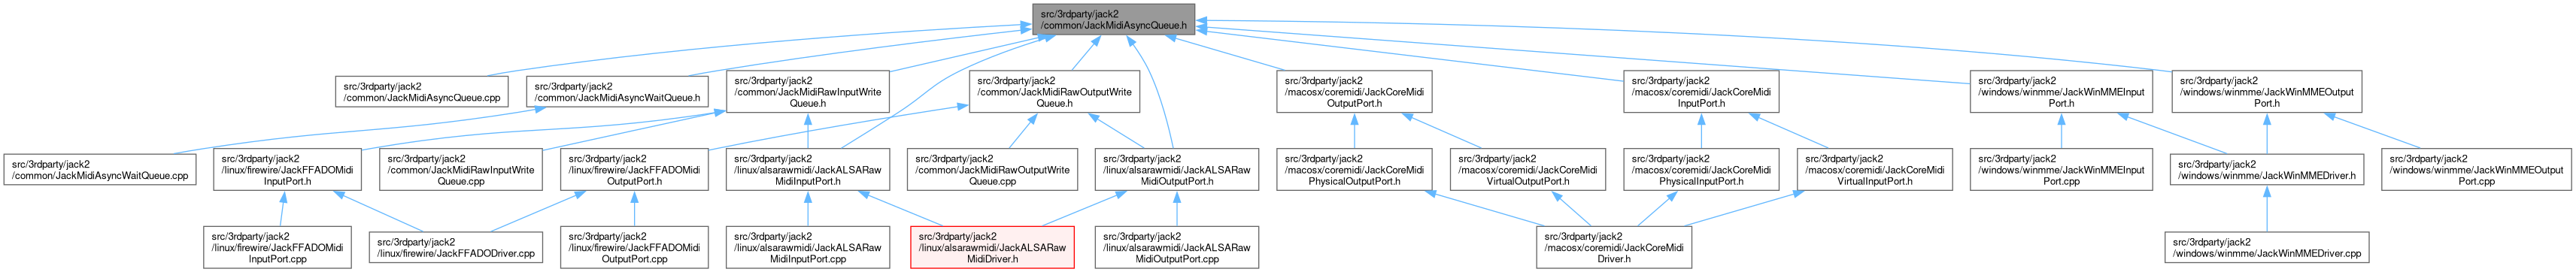 src/3rdparty/jack2
/common/JackMidiAsyncQueue.h
src/3rdparty/jack2
/common/JackMidiAsyncQueue.cpp
src/3rdparty/jack2
/common/JackMidiAsyncWaitQueue.h
src/3rdparty/jack2
/common/JackMidiRawInputWrite
Queue.h
src/3rdparty/jack2
/common/JackMidiRawOutputWrite
Queue.h
src/3rdparty/jack2
/macosx/coremidi/JackCoreMidi
OutputPort.h
src/3rdparty/jack2
/macosx/coremidi/JackCoreMidi
InputPort.h
src/3rdparty/jack2
/windows/winmme/JackWinMMEInput
Port.h
src/3rdparty/jack2
/windows/winmme/JackWinMMEOutput
Port.h
src/3rdparty/jack2
/common/JackMidiAsyncWaitQueue.cpp
src/3rdparty/jack2
/linux/firewire/JackFFADOMidi
InputPort.h
src/3rdparty/jack2
/common/JackMidiRawInputWrite
Queue.cpp
src/3rdparty/jack2
/linux/firewire/JackFFADOMidi
OutputPort.h
src/3rdparty/jack2
/linux/alsarawmidi/JackALSARaw
MidiInputPort.h
src/3rdparty/jack2
/common/JackMidiRawOutputWrite
Queue.cpp
src/3rdparty/jack2
/linux/alsarawmidi/JackALSARaw
MidiOutputPort.h
src/3rdparty/jack2
/macosx/coremidi/JackCoreMidi
PhysicalOutputPort.h
src/3rdparty/jack2
/macosx/coremidi/JackCoreMidi
VirtualOutputPort.h
src/3rdparty/jack2
/macosx/coremidi/JackCoreMidi
PhysicalInputPort.h
src/3rdparty/jack2
/macosx/coremidi/JackCoreMidi
VirtualInputPort.h
src/3rdparty/jack2
/windows/winmme/JackWinMMEInput
Port.cpp
src/3rdparty/jack2
/windows/winmme/JackWinMMEDriver.h
src/3rdparty/jack2
/windows/winmme/JackWinMMEOutput
Port.cpp
src/3rdparty/jack2
/linux/firewire/JackFFADOMidi
InputPort.cpp
src/3rdparty/jack2
/linux/firewire/JackFFADODriver.cpp
src/3rdparty/jack2
/linux/firewire/JackFFADOMidi
OutputPort.cpp
src/3rdparty/jack2
/linux/alsarawmidi/JackALSARaw
MidiInputPort.cpp
src/3rdparty/jack2
/linux/alsarawmidi/JackALSARaw
MidiDriver.h
src/3rdparty/jack2
/linux/alsarawmidi/JackALSARaw
MidiOutputPort.cpp
src/3rdparty/jack2
/macosx/coremidi/JackCoreMidi
Driver.h
src/3rdparty/jack2
/windows/winmme/JackWinMMEDriver.cpp